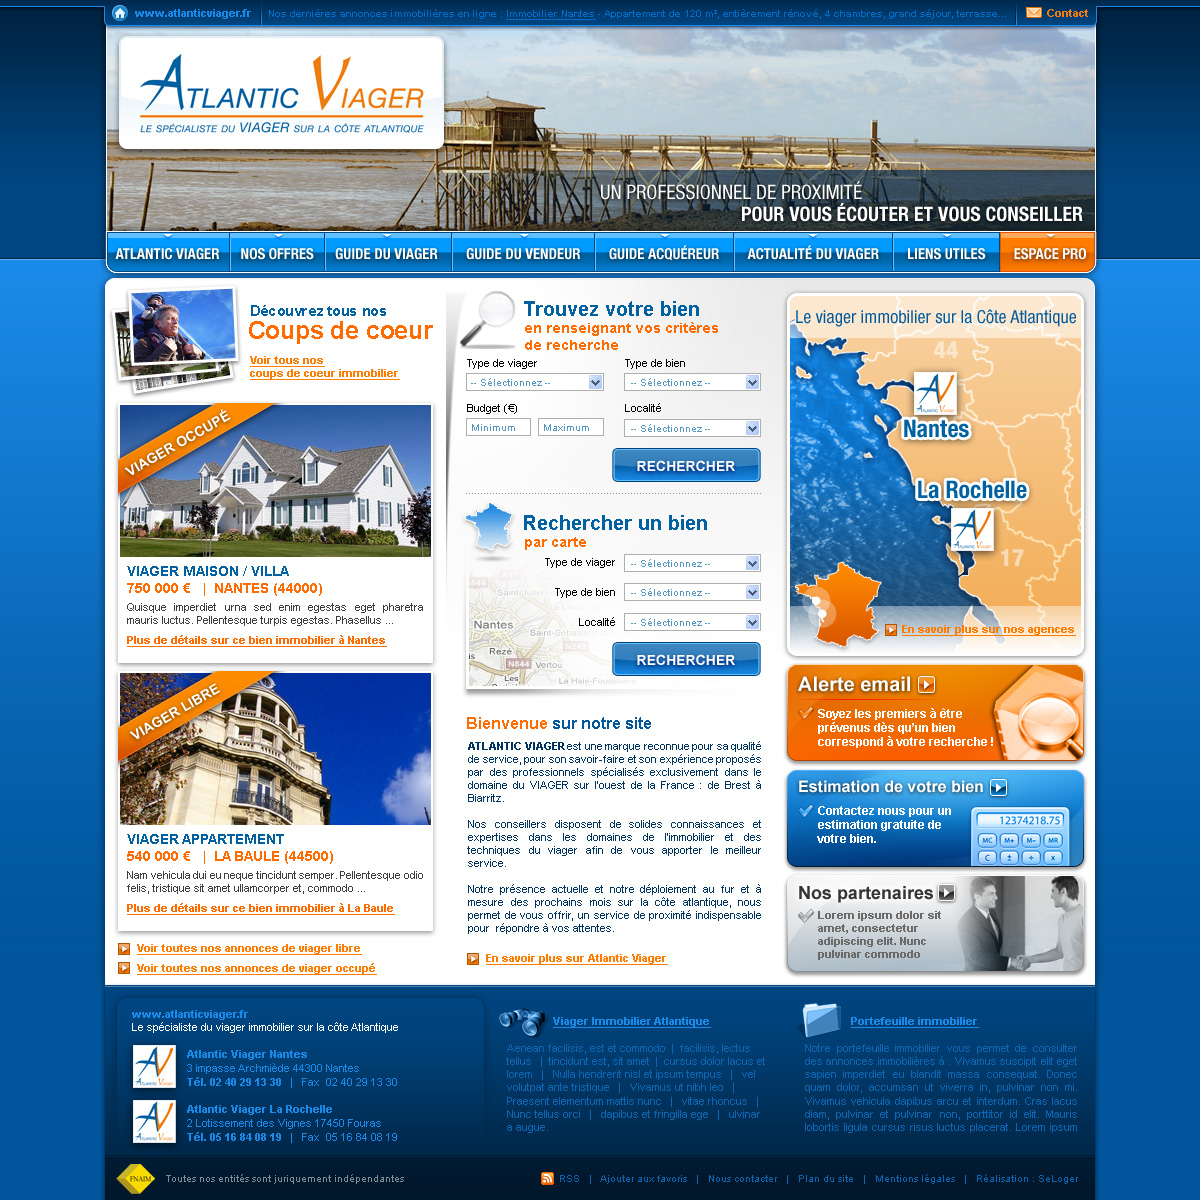 www.atlanticviager.fr
Nos dernières annonces immobilières en ligne : Immobilier Nantes - Appartement de 120 m², entièrement rénové, 4 chambres, grand séjour, terrasse...
Contact
ATLANTIC VIAGER
LE SPÉCIALISTE DU VIAGER SUR LA CÔTE ATLANTIQUE
UN PROFESSIONNEL DE PROXIMITÉ
POUR VOUS ÉCOUTER ET VOUS CONSEILLER
ATLANTIC VIAGER
NOS OFFRES
GUIDE DU VIAGER
GUIDE DU VENDEUR
GUIDE ACQUÉREUR
ACTUALITÉ DU VIAGER
LIENS UTILES
ESPACE PRO
Découvrez tous nos
Coups de coeur
Voir tous nos
coups de coeur immobilier
VIAGER OCCUPÉ
VIAGER MAISON / VILLA
750 000 € | NANTES (44000)
Quisque imperdiet urna sed enim egestas eget pharetra
mauris luctus. Pellentesque turpis egestas. Phasellus ...
Plus de détails sur ce bien immobilier à Nantes
VIAGER LIBRE
VIAGER APPARTEMENT
540 000 € | LA BAULE (44500)
Nam vehicula dui eu neque tincidunt semper. Pellentesque odio
felis, tristique sit amet ullamcorper et, commodo ...
Plus de détails sur ce bien immobilier à La Baule
Voir toutes nos annonces de viager libre
Voir toutes nos annonces de viager occupé
Trouvez votre bien
en renseignant vos critères
de recherche
Type de viager
Type de bien
-- Sélectionnez --
-- Sélectionnez --
Budget (€)
Localité
Minimum
Maximum
-- Sélectionnez --
RECHERCHER
Rechercher un bien
par carte
Type de viager
-- Sélectionnez --
Type de bien
-- Sélectionnez --
Localité
-- Sélectionnez --
Nantes
Saint-Sébastien
Rezé
N844
Vertou
La-Haie-Fouassière
Les
RECHERCHER
Bienvenue sur notre site
ATLANTIC VIAGER est une marque reconnue pour sa qualité
de service, pour son savoir-faire et son expérience proposés
par des professionnels spécialisés exclusivement dans le
domaine du VIAGER sur l'ouest de la France : de Brest à
Biarritz.
Nos conseillers disposent de solides connaissances et
expertises dans les domaines de l'immobilier et des
techniques du viager afin de vous apporter le meilleur
service.
Notre présence actuelle et notre déploiement au fur et à
mesure des prochains mois sur la côte atlantique, nous
permet de vous offrir, un service de proximité indispensable
pour répondre à vos attentes.
En savoir plus sur Atlantic Viager
Le viager immobilier sur la Côte Atlantique
44
ATLANTIC VIAGER
Nantes
La Rochelle
ATLANTIC VIAGER
17
En savoir plus sur nos agences
Alerte email
Soyez les premiers à être
prévenus dès qu'un bien
correspond à votre recherche !
Estimation de votre bien
Contactez nous pour un
estimation gratuite de
votre bien.
12374218.75
MC M+ M- MR
C ± ÷ x
Nos partenaires
Lorem ipsum dolor sit
amet, consectetur
adipiscing elit. Nunc
pulvinar commodo
www.atlanticviager.fr
Le spécialiste du viager immobilier sur la côte Atlantique
ATLANTIC VIAGER
Atlantic Viager Nantes
3 impasse Archmiède 44300 Nantes
Tél. 02 40 29 13 30 | Fax 02 40 29 13 30
ATLANTIC VIAGER
Atlantic Viager La Rochelle
2 Lotissement des Vignes 17450 Fouras
Tél. 05 16 84 08 19 | Fax 05 16 84 08 19
Viager Immobilier Atlantique
Aenean facilisis, est et commodo | facilisis, lectus
tellus | tincidunt est, sit amet | cursus dolor lacus et
lorem | Nulla hendrerit nisl et ipsum tempus | vel
volutpat ante tristique | Vivamus ut nibh leo |
Praesent elementum mattis nunc | vitae rhoncus |
Nunc tellus orci | dapibus et fringilla ege | ulvinar
a augue.
Portefeuille immobilier
Notre portefeuille immobilier vous permet de consulter
des annonces immobilières à : Vivamus suscipit elit eget
sapien imperdiet eu blandit massa consequat. Donec
quam dolor, accumsan ut viverra in, pulvinar non mi.
Vivamus vehicula dapibus arcu et interdum. Cras lacus
diam, pulvinar et pulvinar non, porttitor id elit. Mauris
lobortis ligula cursus risus luctus placerat. Lorem ipsum
FNAIM
Toutes nos entités sont juriquement indépendantes
RSS | Ajouter aux favoris | Nous contacter | Plan du site | Mentions légales | Réalisation : SeLoger